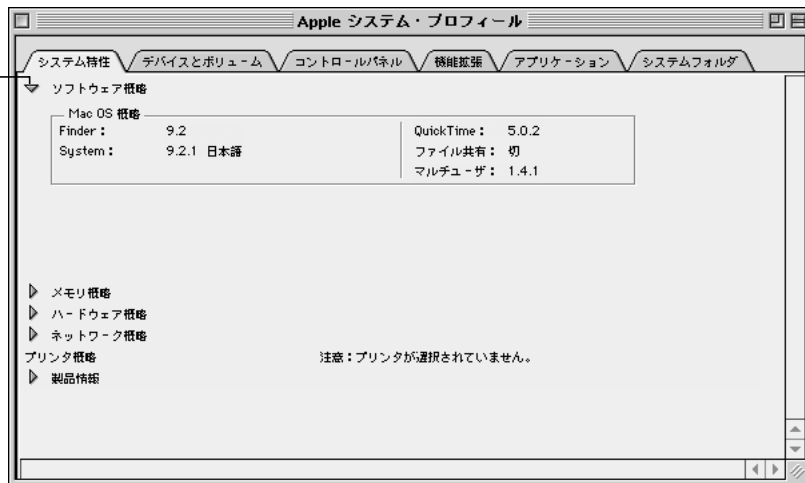 Apple システム・プロフィール
システム特性 デバイスとボリューム コントロールパネル 機能拡張 アプリケーション システムフォルダ
ソフトウェア概略
Mac OS 概略
Finder： 9.2 QuickTime： 5.0.2
System： 9.2.1 日本語 ファイル共有： 切
マルチユーザ： 1.4.1
メモリ概略
ハードウェア概略
ネットワーク概略
プリンタ概略 注意：プリンタが選択されていません。
製品情報